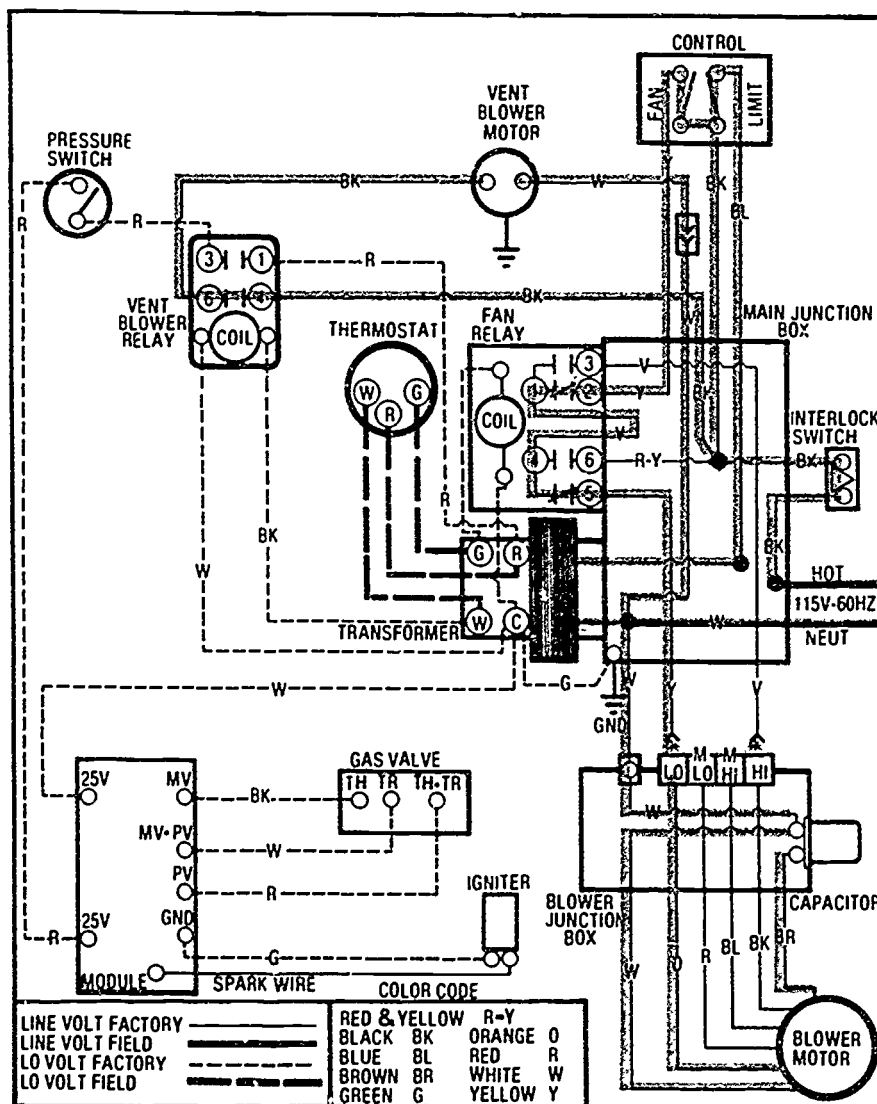 CONTROL
FAN
LIMIT
VENT
BLOWER
MOTOR
PRESSURE
SWITCH
BK
W
Y
BK
BL
R
R
3
1
R
6
4
BK
VENT
BLOWER
RELAY
COIL
THERMOSTAT
FAN
RELAY
MAIN JUNCTION
BOX
W
R
G
1
3
2
V
Y
COIL
V
4
6
5
R-Y
INTERLOCK
SWITCH
BK
BK
R
R
W
BK
G
R
HOT
115V-60HZ
NEUT
TRANSFORMER
W
C
W
W
G
GND
W
Y
V
25V
MV
BK
GAS VALVE
TH
TR
TH•TR
MV•PV
W
PV
R
GND
25V
R
G
IGNITER
MODULE
SPARK WIRE
L
LO
M
LO
M
HI
HI
W
CAPACITOR
BLOWER
JUNCTION
BOX
W
O
R
BL
BK
BR
BLOWER
MOTOR
COLOR CODE
LINE VOLT FACTORY
LINE VOLT FIELD
LO VOLT FACTORY
LO VOLT FIELD
RED & YELLOW R-Y
BLACK BK ORANGE O
BLUE BL RED R
BROWN BR WHITE W
GREEN G YELLOW Y